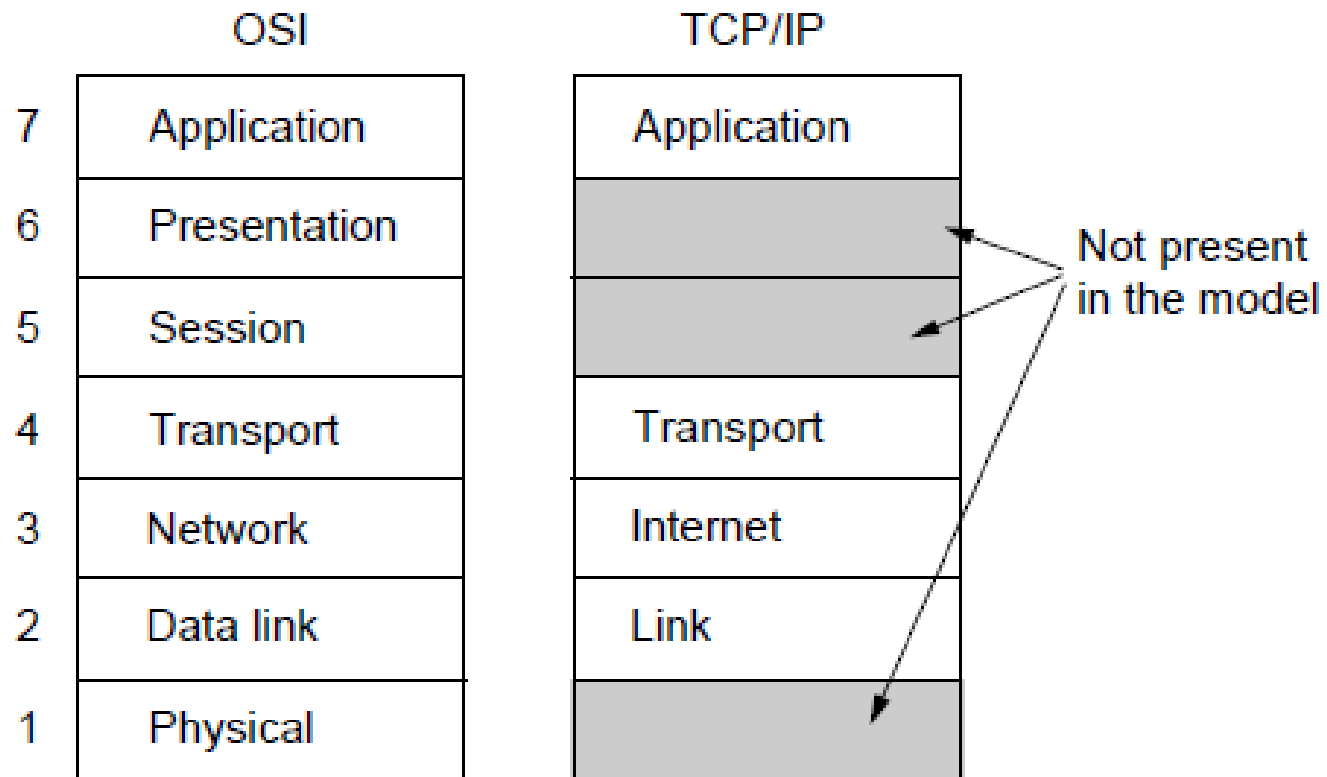 OSI TCP/IP
7 Application Application
6 Presentation
Not present
in the model
5 Session
4 Transport Transport
3 Network Internet
2 Data link Link
1 Physical